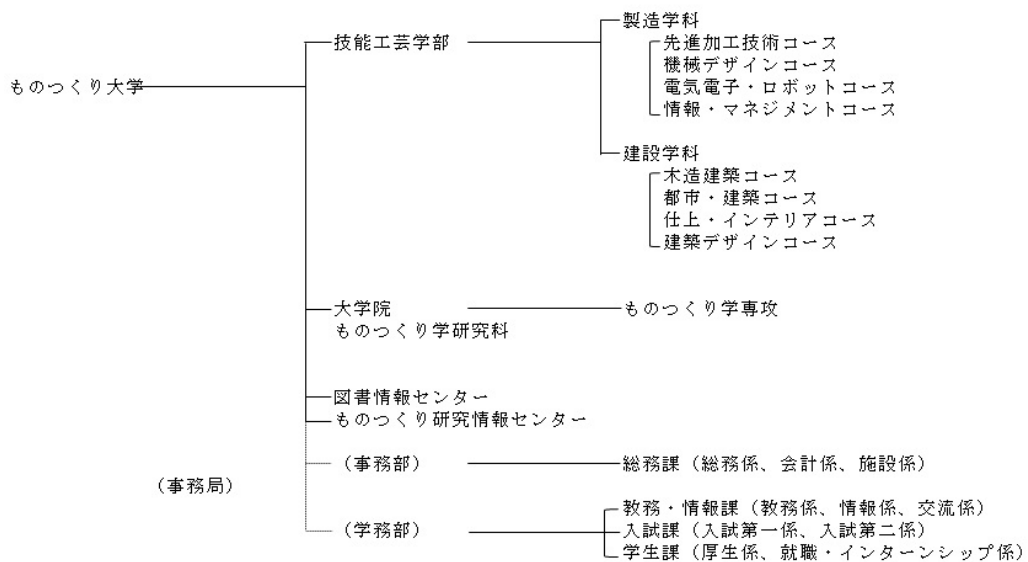 製造学科
技能工芸学部
先進加工技術コース
機械デザインコース
ものつくり大学
電気電子・ロボットコース
情報・マネジメントコース
建設学科
木造建築コース
都市・建築コース
仕上・インテリアコース
建築デザインコース
大学院
ものつくり学専攻
ものつくり学研究科
図書情報センター
ものつくり研究情報センター
（事務部）
総務課（総務係、会計係、施設係）
（事務局）
教務・情報課（教務係、情報係、交流係）
（学務部）
入試課（入試第一係、入試第二係）
学生課（厚生係、就職・インターンシップ係）